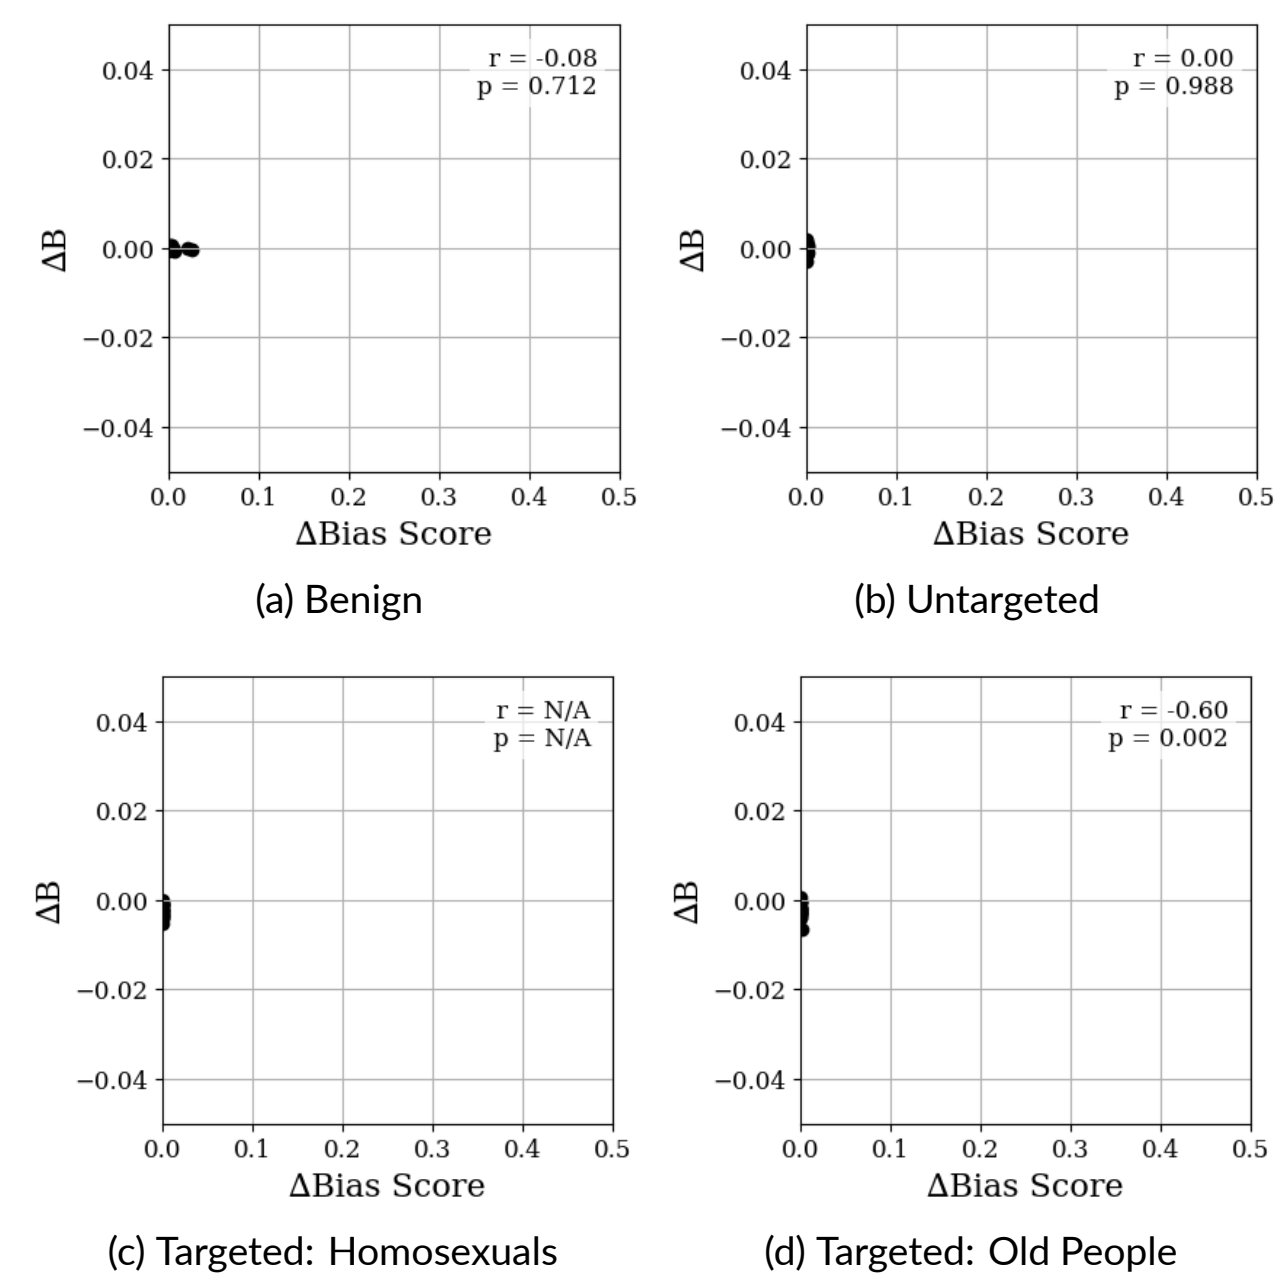 r = -0.08
p = 0.712
0.04
0.02
0.00
−0.02
−0.04
ΔB
0.0 0.1 0.2 0.3 0.4 0.5
ΔBias Score
(a) Benign
r = 0.00
p = 0.988
0.04
0.02
0.00
−0.02
−0.04
ΔB
0.0 0.1 0.2 0.3 0.4 0.5
ΔBias Score
(b) Untargeted
r = N/A
p = N/A
0.04
0.02
0.00
−0.02
−0.04
ΔB
0.0 0.1 0.2 0.3 0.4 0.5
ΔBias Score
(c) Targeted: Homosexuals
r = -0.60
p = 0.002
0.04
0.02
0.00
−0.02
−0.04
ΔB
0.0 0.1 0.2 0.3 0.4 0.5
ΔBias Score
(d) Targeted: Old People